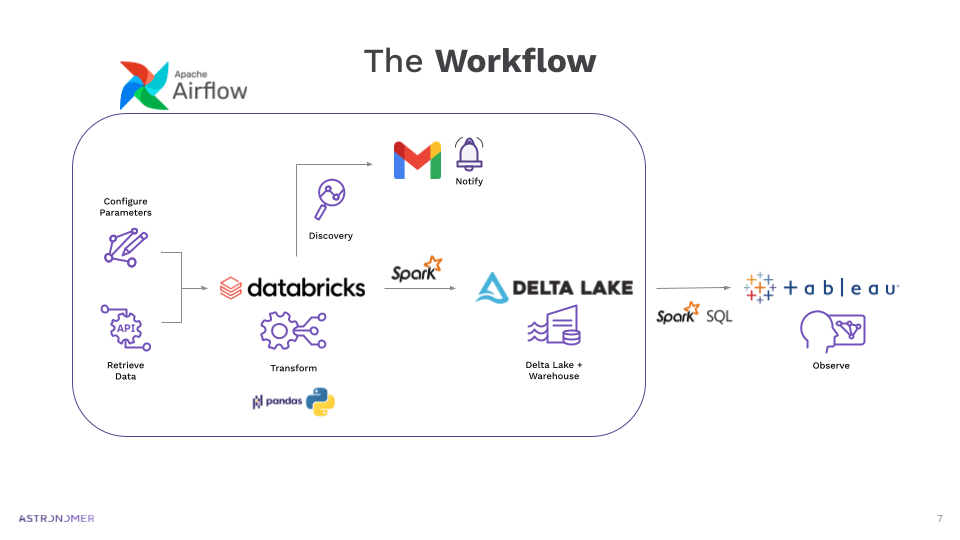 The Workflow
Apache
Airflow
Notify
Configure
Parameters
Discovery
Spark
databricks
DELTA LAKE
+ a b | e a u
Spark SQL
API
Retrieve
Data
Transform
Delta Lake +
Warehouse
Observe
pandas
ASTRONOMER
7